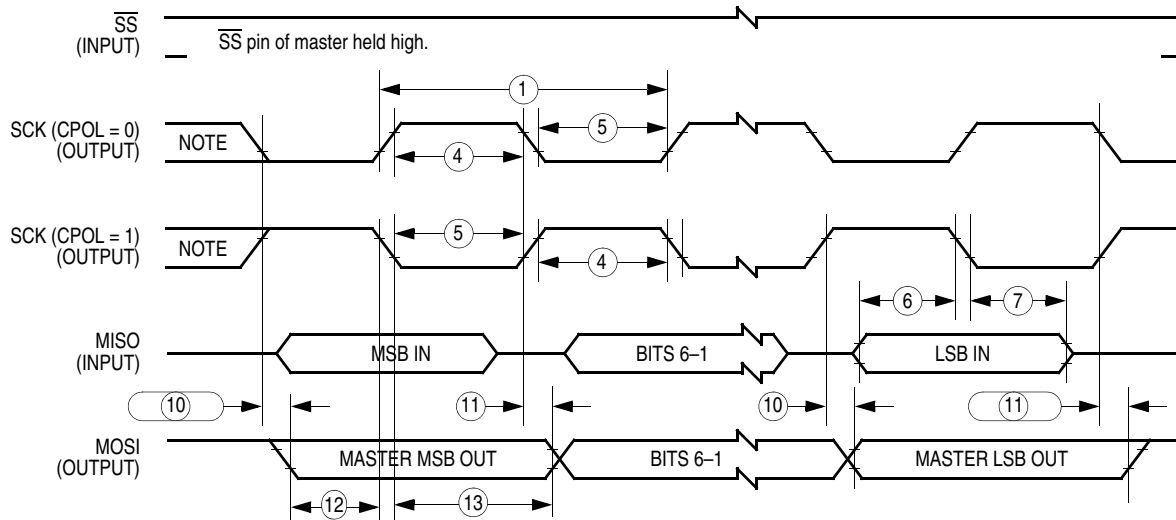 SS
(INPUT)
SS pin of master held high.
1
SCK (CPOL = 0)
(OUTPUT)
NOTE
5
4
SCK (CPOL = 1)
(OUTPUT)
NOTE
5
4
6
7
MISO
(INPUT)
MSB IN
BITS 6–1
LSB IN
10
11
10
11
MOSI
(OUTPUT)
MASTER MSB OUT
BITS 6–1
MASTER LSB OUT
12
13